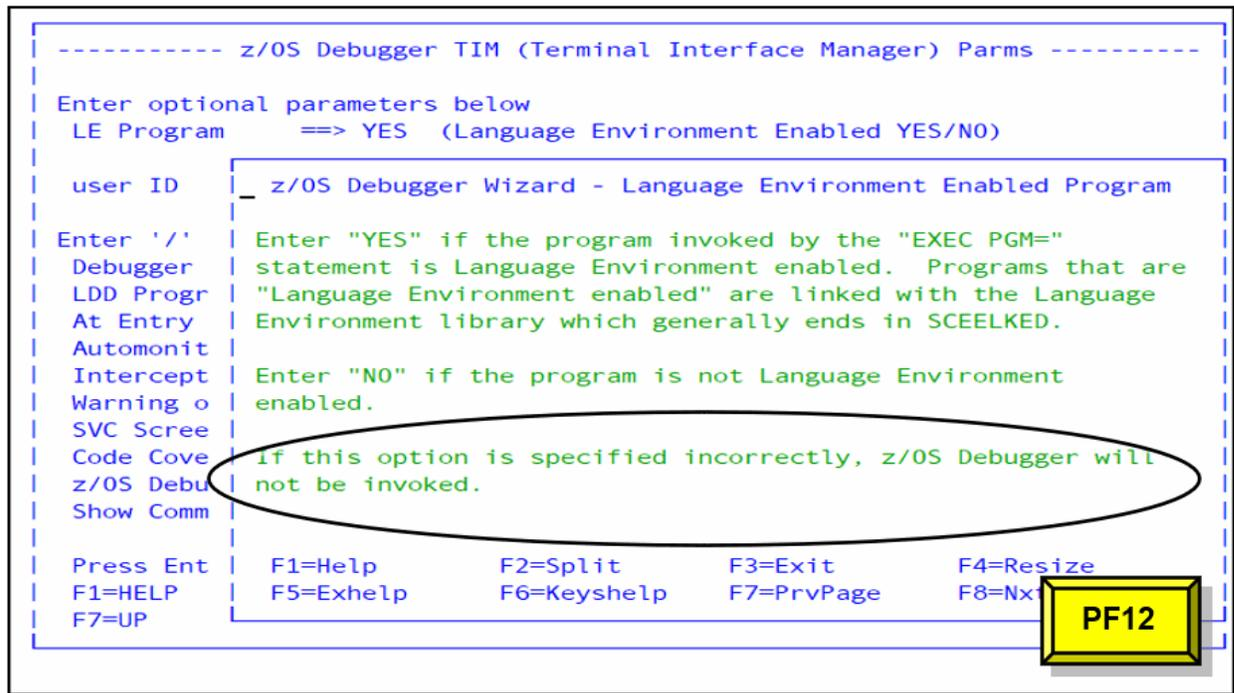 ----------- z/OS Debugger TIM (Terminal Interface Manager) Parms ----------
Enter optional parameters below
LE Program ==> YES (Language Environment Enabled YES/NO)
user ID
_ z/OS Debugger Wizard - Language Environment Enabled Program
Enter '/'
Debugger
LDD Progr
At Entry
Automonit
Intercept
Warning o
SVC Scree
Code Cove
z/OS Debu
Show Comm
Enter "YES" if the program invoked by the "EXEC PGM="
statement is Language Environment enabled. Programs that are
"Language Environment enabled" are linked with the Language
Environment library which generally ends in SCEELKED.
Enter "NO" if the program is not Language Environment
enabled.
If this option is specified incorrectly, z/OS Debugger will
not be invoked.
F1=Help F2=Split F3=Exit F4=Resize
F5=Exhelp F6=Keyshelp F7=PrvPage
Press Ent
F1=HELP
F7=UP
PF12